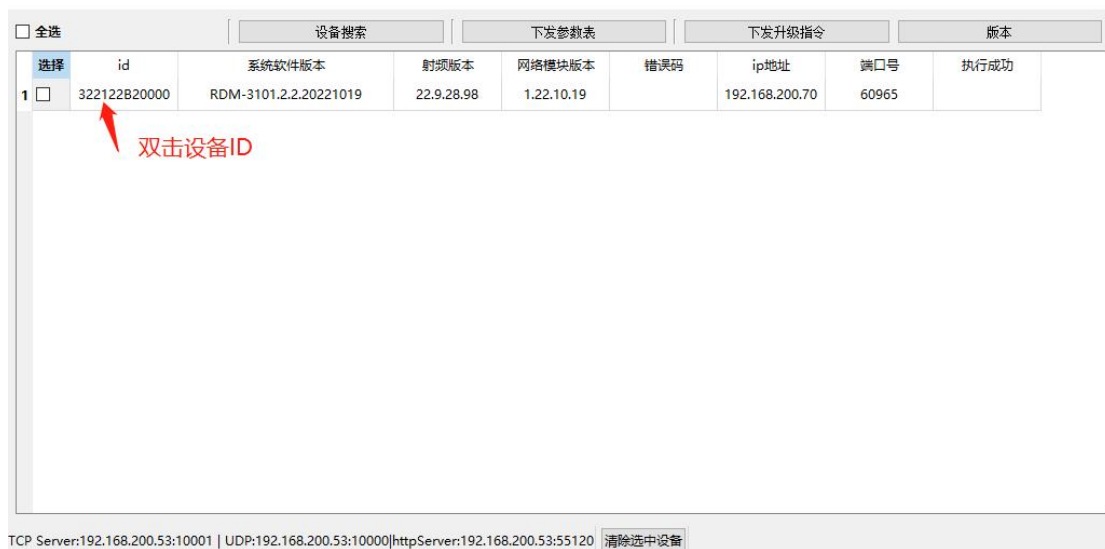 全选 设备搜索 下发参数表 下发升级指令 版本
选择 id 系统软件版本 射频版本 网络模块版本 错误码 ip地址 端口号 执行成功
1 322122B20000 RDM-3101.2.2.20221019 22.9.28.98 1.22.10.19 192.168.200.70 60965
双击设备ID
TCP Server:192.168.200.53:10001 | UDP:192.168.200.53:10000|httpServer:192.168.200.53:55120 清除选中设备